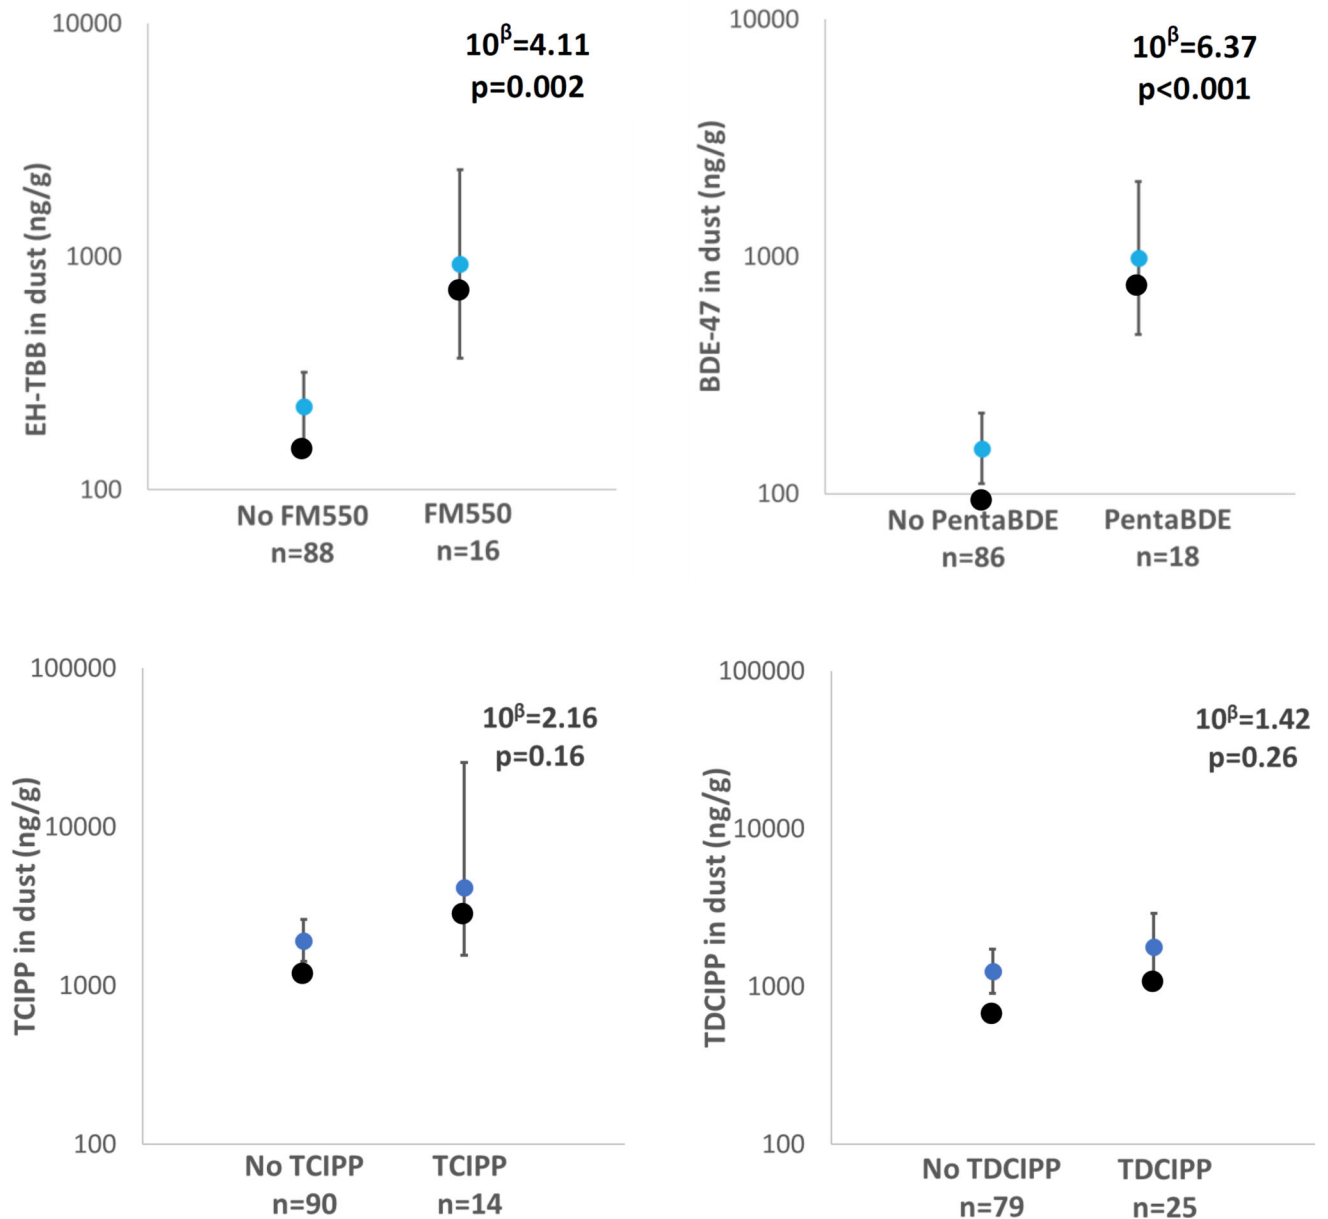 10000
1000
100
EH-TBB in dust (ng/g)
10^β=4.11
p=0.002
No FM550
n=88
FM550
n=16
10000
1000
100
BDE-47 in dust (ng/g)
10^β=6.37
p<0.001
No PentaBDE
n=86
PentaBDE
n=18
100000
10000
1000
100
TCIPP in dust (ng/g)
10^β=2.16
p=0.16
No TCIPP
n=90
TCIPP
n=14
100000
10000
1000
100
TDCIPP in dust (ng/g)
10^β=1.42
p=0.26
No TDCIPP
n=79
TDCIPP
n=25